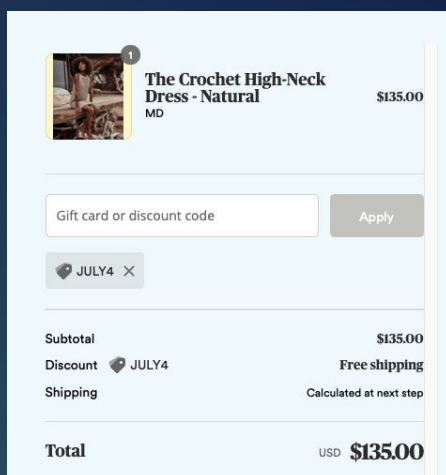 1
The Crochet High-Neck
Dress - Natural
$135.00
MD
Gift card or discount code
Apply
JULY4
Subtotal $135.00
Discount JULY4 Free shipping
Shipping Calculated at next step
Total USD $135.00